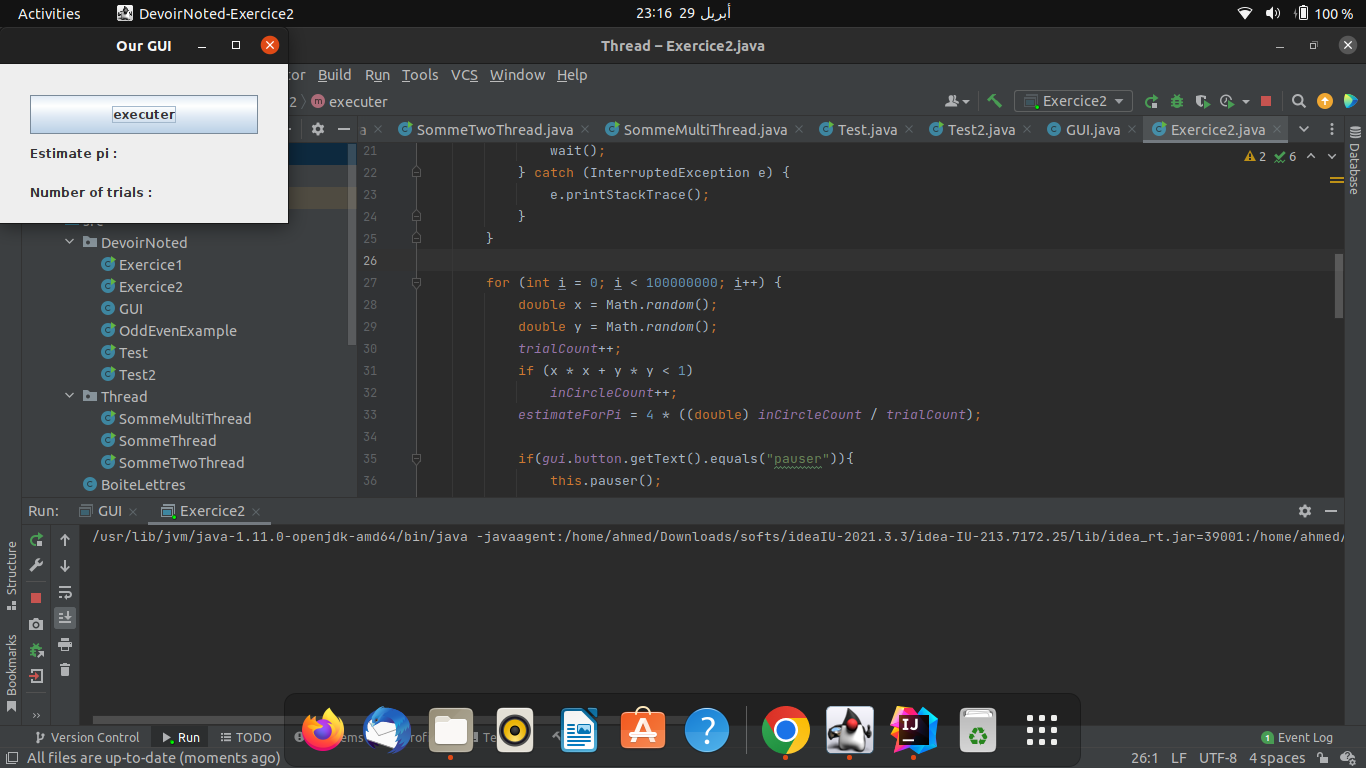 Activities
DevoirNoted-Exercice2
23:16 29 أبريل
100 %
Our GUI
executer
Estimate pi :
Number of trials :
Thread – Exercice2.java
tor Build Run Tools VCS Window Help
2 executer
Exercice2
a SommeTwoThread.java SommeMultiThread.java Test.java Test2.java GUI.java Exercice2.java
2 6
src
DevoirNoted
Exercice1
Exercice2
GUI
OddEvenExample
Test
Test2
Thread
SommeMultiThread
SommeThread
SommeTwoThread
BoiteLettres
21 wait();
22 } catch (InterruptedException e) {
23 e.printStackTrace();
24 }
25 }
26
27 for (int i = 0; i < 100000000; i++) {
28 double x = Math.random();
29 double y = Math.random();
30 trialCount++;
31 if (x * x + y * y < 1)
32 inCircleCount++;
33 estimateForPi = 4 * ((double) inCircleCount / trialCount);
34
35 if(gui.button.getText().equals("pauser")){
36 this.pauser();
Database
Run: GUI Exercice2
/usr/lib/jvm/java-1.11.0-openjdk-amd64/bin/java -javaagent:/home/ahmed/Downloads/softs/ideaIU-2021.3.3/idea-IU-213.7172.25/lib/idea_rt.jar=39001:/home/ahmed/
Structure
Bookmarks
Version Control Run TODO
1 Event Log
All files are up-to-date (moments ago)
26:1 LF UTF-8 4 spaces